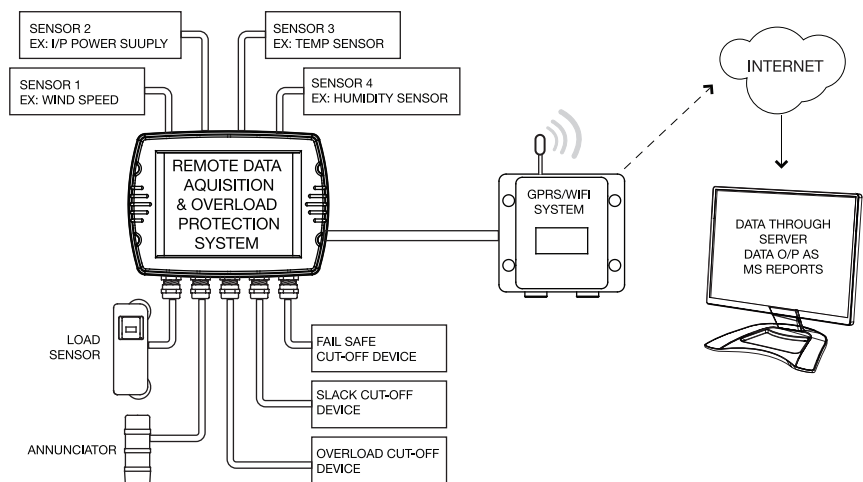 SENSOR 2
EX: I/P POWER SUUPLY
SENSOR 3
EX: TEMP SENSOR
SENSOR 1
EX: WIND SPEED
SENSOR 4
EX: HUMIDITY SENSOR
INTERNET
REMOTE DATA
AQUISITION
& OVERLOAD
PROTECTION
SYSTEM
GPRS/WIFI
SYSTEM
DATA THROUGH
SERVER
DATA O/P AS
MS REPORTS
LOAD
SENSOR
FAIL SAFE
CUT-OFF DEVICE
SLACK CUT-OFF
DEVICE
ANNUNCIATOR
OVERLOAD CUT-OFF
DEVICE